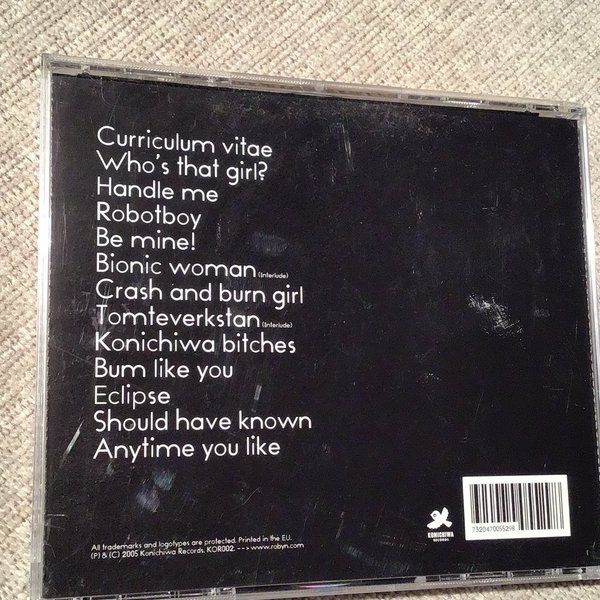 Curriculum vitae
Who's that girl?
Handle me
Robotboy
Be mine!
Bionic woman (Interlude)
Crash and burn girl
Tomteverkstan (Interlude)
Konichiwa bitches
Bum like you
Eclipse
Should have known
Anytime you like
All trademarks and logotypes are protected. Printed in the EU.
(P) & (C) 2005 Konichiwa Records. KOR002. --> www.robyn.com
KONICHIWA
RECORDS
7320470055298